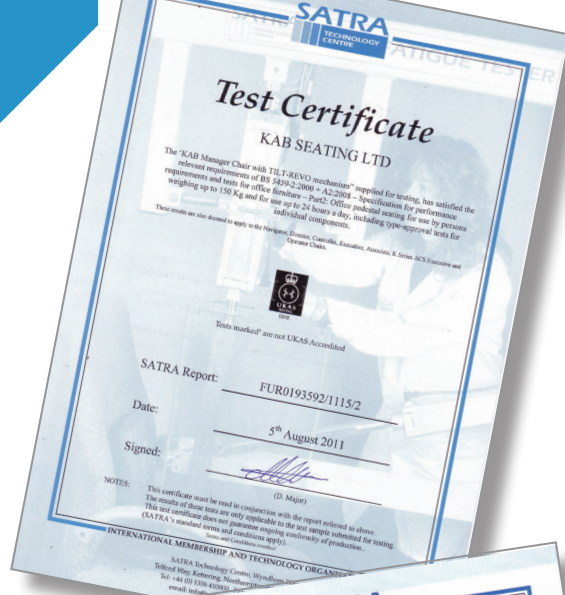 SATRA
TECHNOLOGY
CENTRE
ATIGUE TESTER
Test Certificate
KAB SEATING LTD
The 'KAB Manager Chair with TILT-REVO mechanism" supplied for testing, has satisfied the
relevant requirements of BS 5459-2:2000 + A2:2008 – Specification for performance
requirements and tests for office furniture – Part2: Office pedestal seating for use by persons
weighing up to 150 Kg and for use up to 24 hours a day, including type-approval tests for
individual components.
These results are also deemed to apply to the Navigator, Director, Controller, Executive, Associate, K Series ACS Executive and
Operator Chairs.
UKAS
TESTING
Tests marked' are not UKAS Accredited
SATRA Report: FUR0193592/1115/2
Date: 5th August 2011
Signed:
(D. Major)
NOTES: This certificate must be read in conjunction with the report referred to above
The results of these tests are only applicable to the test sample submitted for testing.
This test certificate does not guarantee ongoing conformity of production.
(SATRA's standard terms and conditions apply).
INTERNATIONAL MEMBERSHIP AND TECHNOLOGY
SATRA Technology Centre, Wyndham
Telford Way, Kettering,
Tel: +44 (0) 1536 410000
email: